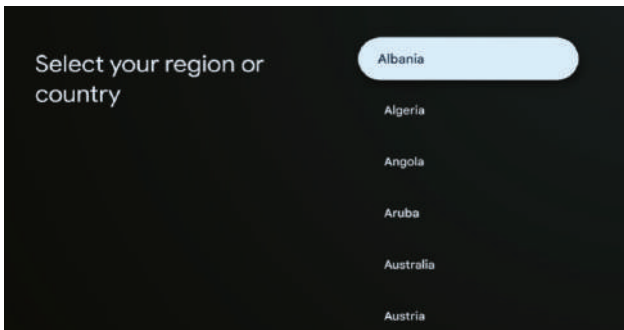 Select your region or
country
Albania
Algeria
Angola
Aruba
Australia
Austria